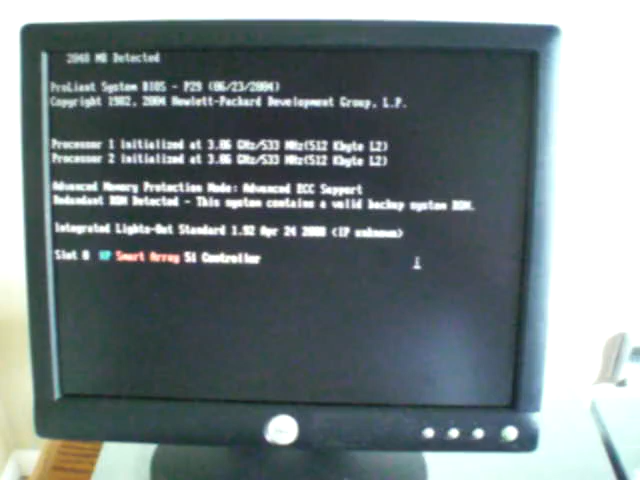 2048 MB Detected
ProLiant System BIOS - P29 (06/23/2004)
Copyright 1982, 2004 Hewlett-Packard Development Group, L.P.
Processor 1 initialized at 3.06 GHz/533 MHz(512 Kbyte L2)
Processor 2 initialized at 3.06 GHz/533 MHz(512 Kbyte L2)
Advanced Memory Protection Mode: Advanced ECC Support
Redundant ROM Detected - This system contains a valid backup system ROM.
Integrated Lights-Out Standard 1.92 Apr 24 2008 (IP unknown)
Slot 0 HP Smart Array 5i Controller
DELL